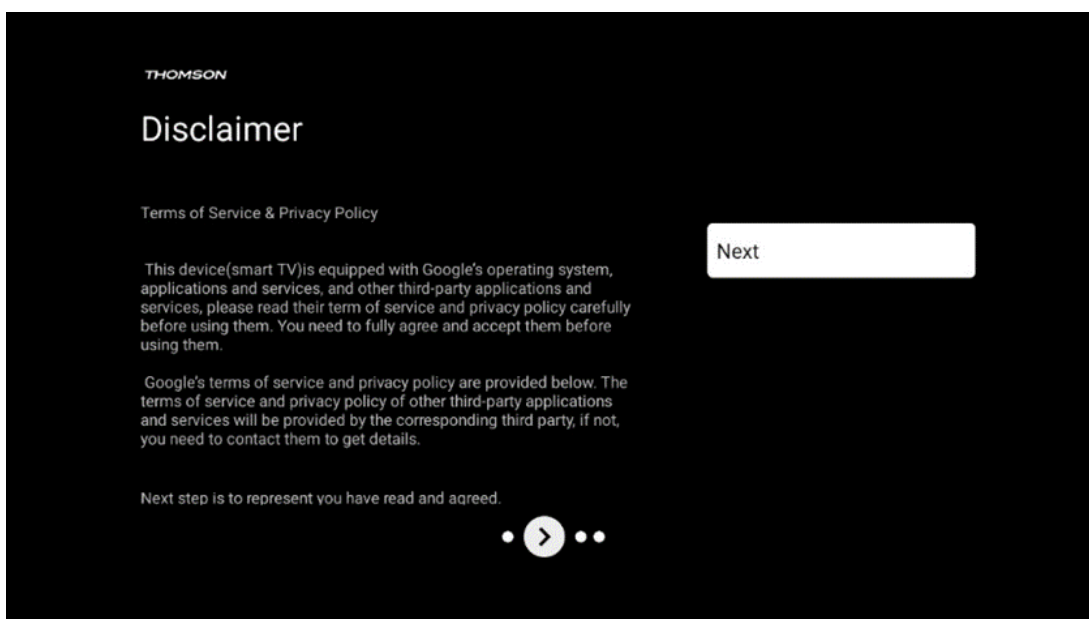 THOMSON
Disclaimer
Terms of Service & Privacy Policy
Next
This device(smart TV)is equipped with Google's operating system,
applications and services, and other third-party applications and
services, please read their term of service and privacy policy carefully
before using them. You need to fully agree and accept them before
using them.
Google's terms of service and privacy policy are provided below. The
terms of service and privacy policy of other third-party applications
and services will be provided by the corresponding third party, if not,
you need to contact them to get details.
Next step is to represent you have read and agreed.